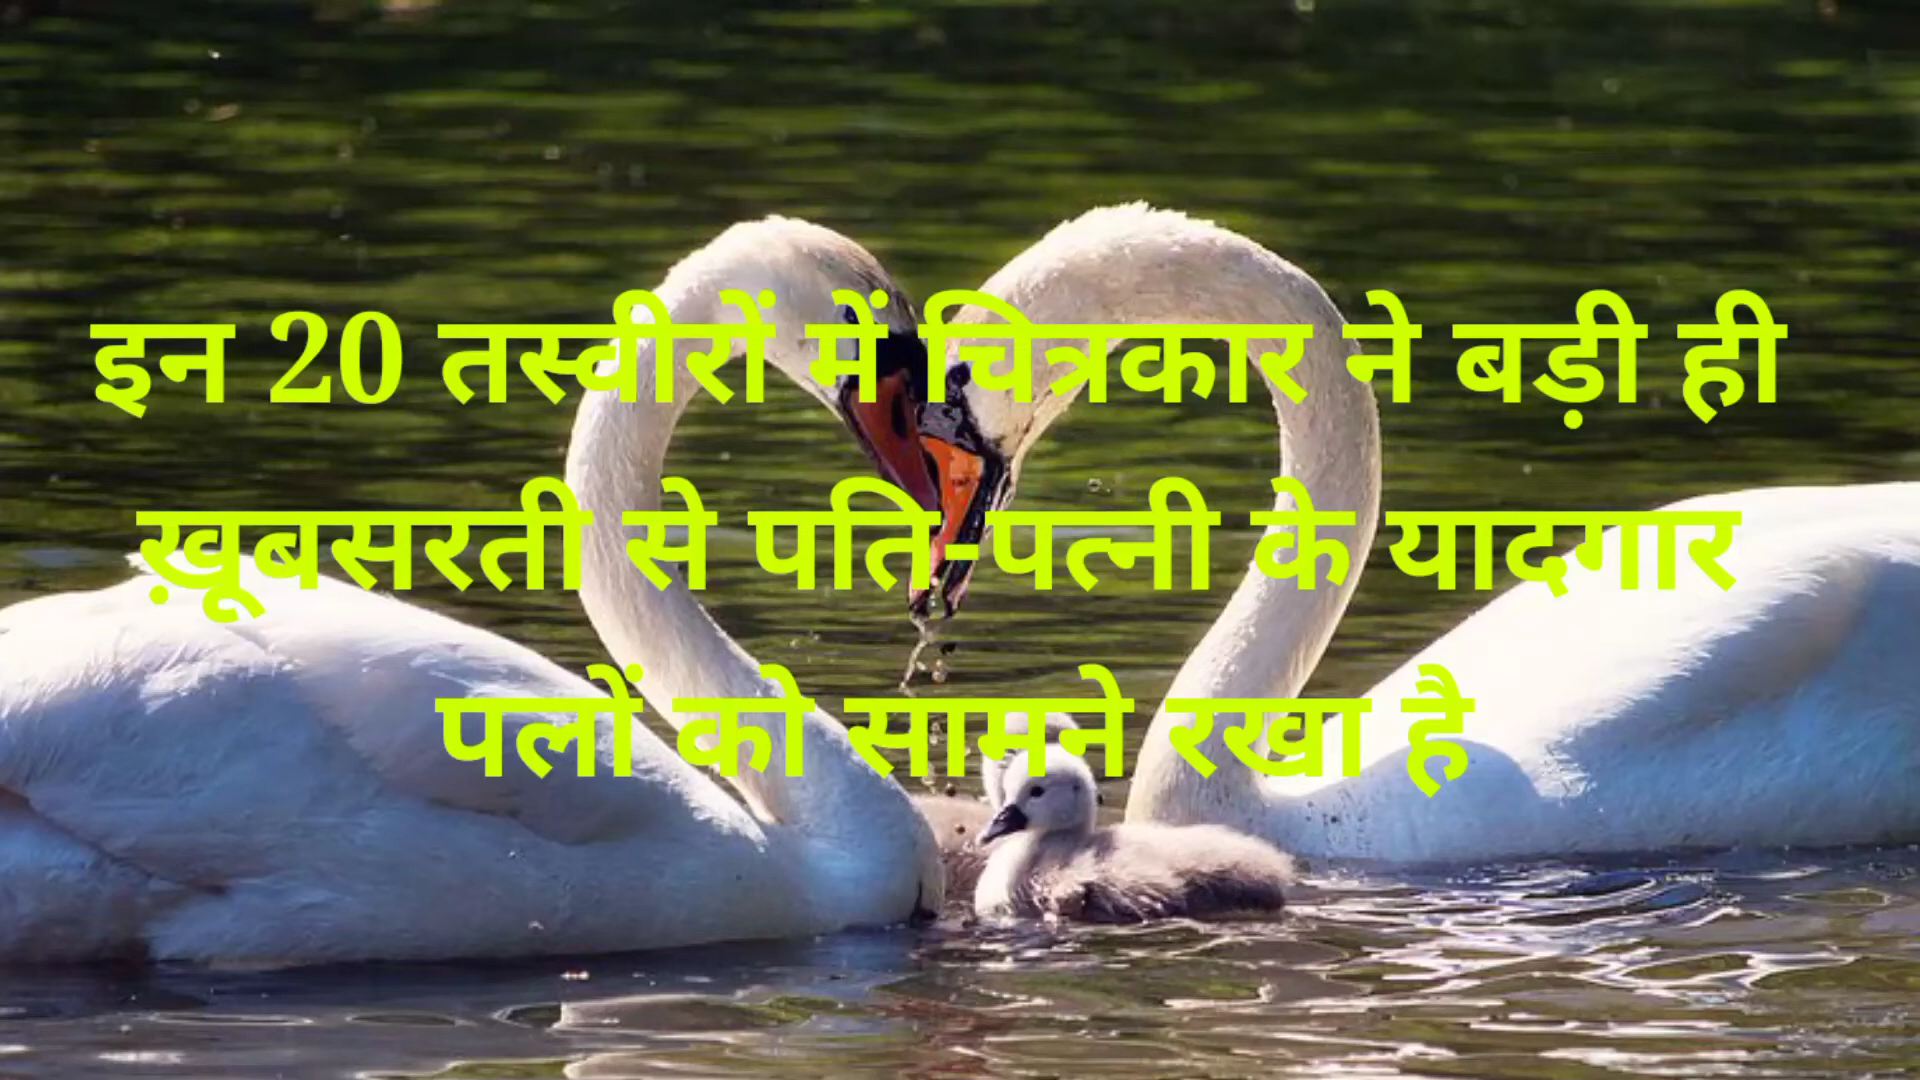 इन 20 तस्वीरों में चित्रकार ने बड़ी ही
ख़ूबसरती से पति-पत्नी के यादगार
पलों को सामने रखा है